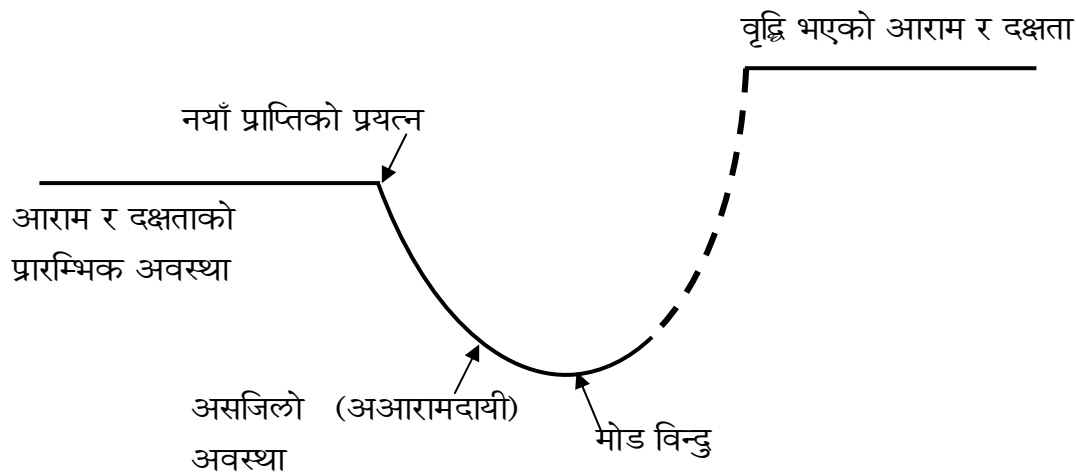 वृद्धि भएको आराम र दक्षता
नयाँ प्राप्तिको प्रयत्न
आराम र दक्षताको
प्रारम्भिक अवस्था
असजिलो (अआरामदायी)
अवस्था
मोड विन्दु